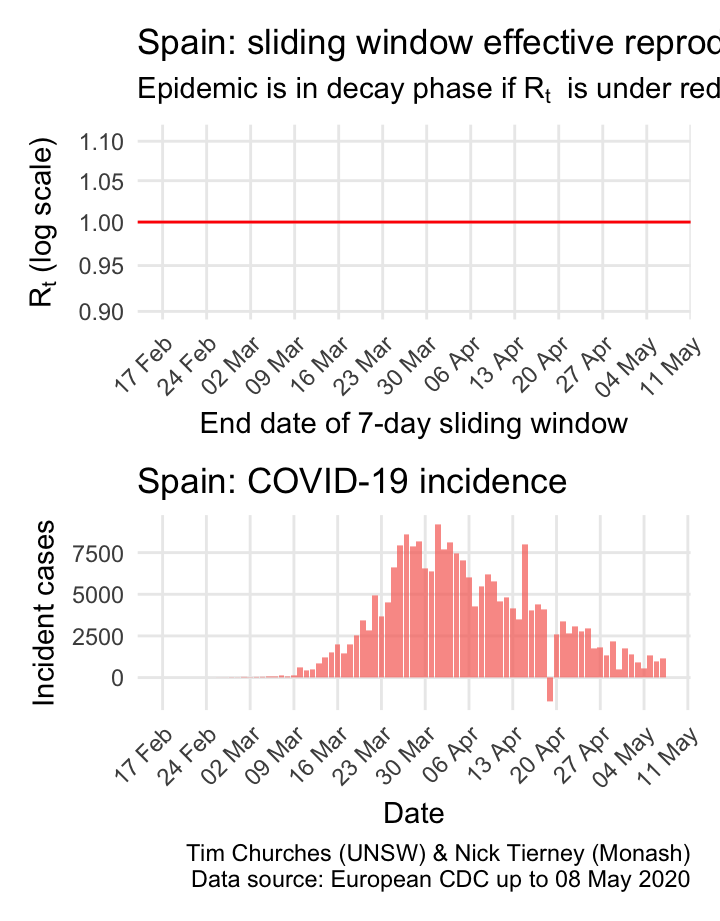 Spain: sliding window effective reprod
Epidemic is in decay phase if Rt is under red
Rt (log scale)
1.10
1.05
1.00
0.95
0.90
17 Feb 24 Feb 02 Mar 09 Mar 16 Mar 23 Mar 30 Mar 06 Apr 13 Apr 20 Apr 27 Apr 04 May 11 May
End date of 7-day sliding window
Spain: COVID-19 incidence
Incident cases
7500
5000
2500
0
17 Feb 24 Feb 02 Mar 09 Mar 16 Mar 23 Mar 30 Mar 06 Apr 13 Apr 20 Apr 27 Apr 04 May 11 May
Date
Tim Churches (UNSW) & Nick Tierney (Monash)
Data source: European CDC up to 08 May 2020